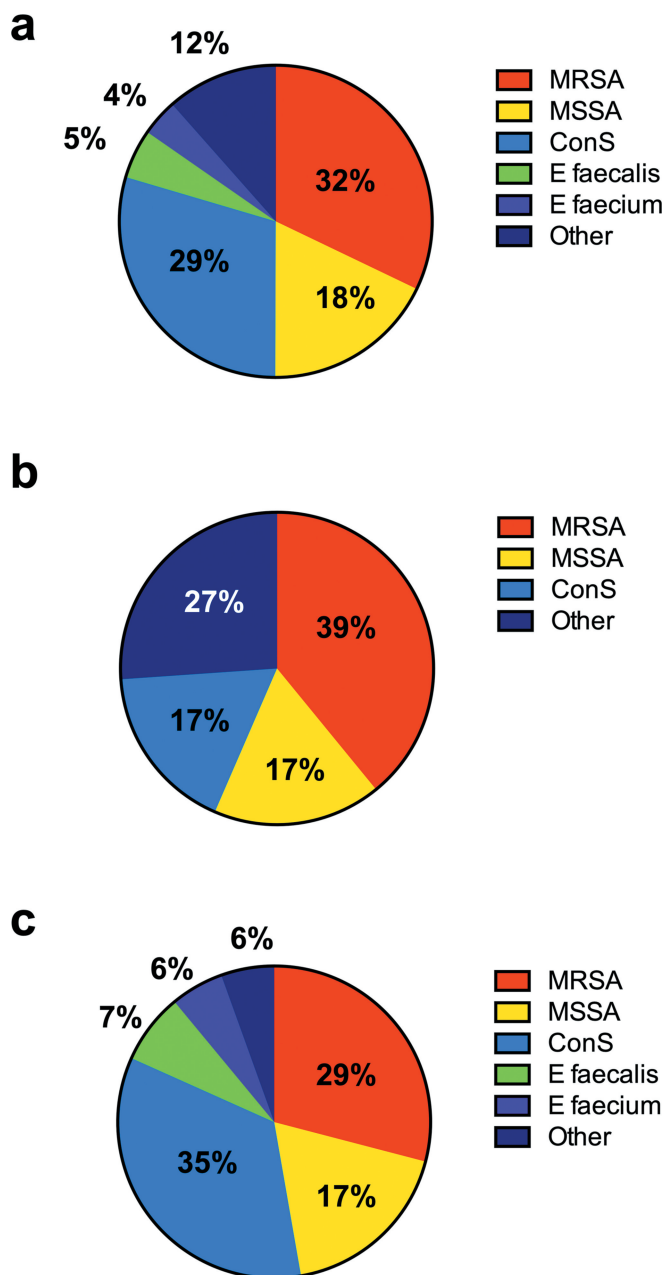 a
12%
4%
5%
32%
29%
18%
MRSA
MSSA
ConS
E faecalis
E faecium
Other
b
27%
39%
17%
17%
MRSA
MSSA
ConS
Other
c
6%
6%
7%
29%
35%
17%
MRSA
MSSA
ConS
E faecalis
E faecium
Other